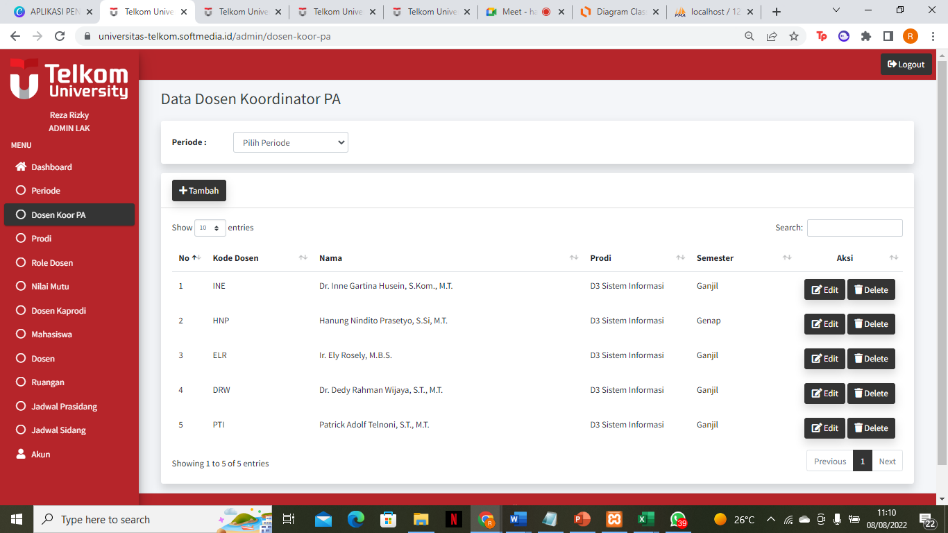 APLIKASI PEN
Telkom Unive
Telkom Unive
Telkom Unive
Telkom Unive
Meet - ha
Diagram Clas
localhost / 12
universitas-telkom.softmedia.id/admin/dosen-koor-pa
Telkom
University
Logout
Reza Rizky
ADMIN LAK
MENU
Dashboard
Periode
Dosen Koor PA
Prodi
Role Dosen
Nilai Mutu
Dosen Kaprodi
Mahasiswa
Dosen
Ruangan
Jadwal Prasidang
Jadwal Sidang
Akun
Data Dosen Koordinator PA
Periode : Pilih Periode
Tambah
Show 10 entries Search:
No Kode Dosen Nama Prodi Semester Aksi
1 INE Dr. Inne Gartina Husein, S.Kom., M.T. D3 Sistem Informasi Ganjil Edit Delete
2 HNP Hanung Nindito Prasetyo, S.Si, M.T. D3 Sistem Informasi Genap Edit Delete
3 ELR Ir. Ely Rosely, M.B.S. D3 Sistem Informasi Ganjil Edit Delete
4 DRW Dr. Dedy Rahman Wijaya, S.T., M.T. D3 Sistem Informasi Ganjil Edit Delete
5 PTI Patrick Adolf Telnoni, S.T., M.T. D3 Sistem Informasi Ganjil Edit Delete
Showing 1 to 5 of 5 entries Previous 1 Next
Type here to search
26°C
11:10
08/08/2022
39
22